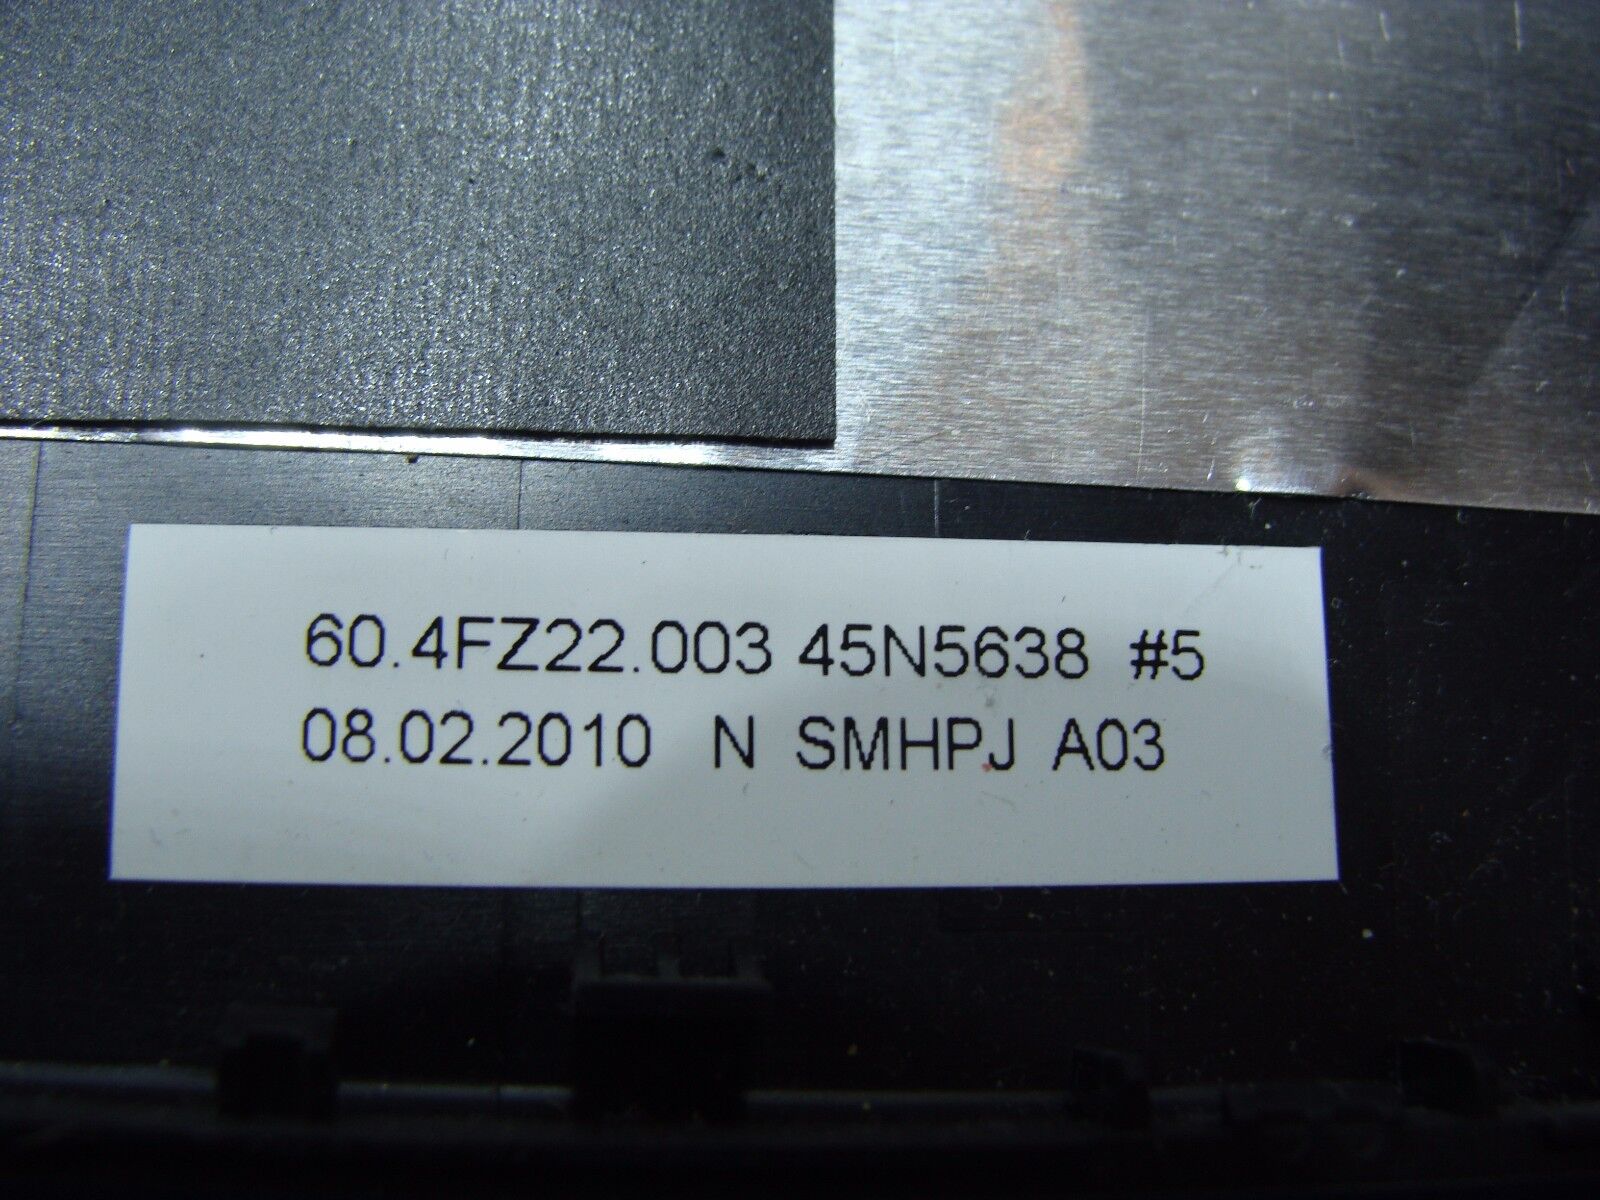 60.4FZ22.003 45N5638 #5
08.02.2010 N SMHPJ A03